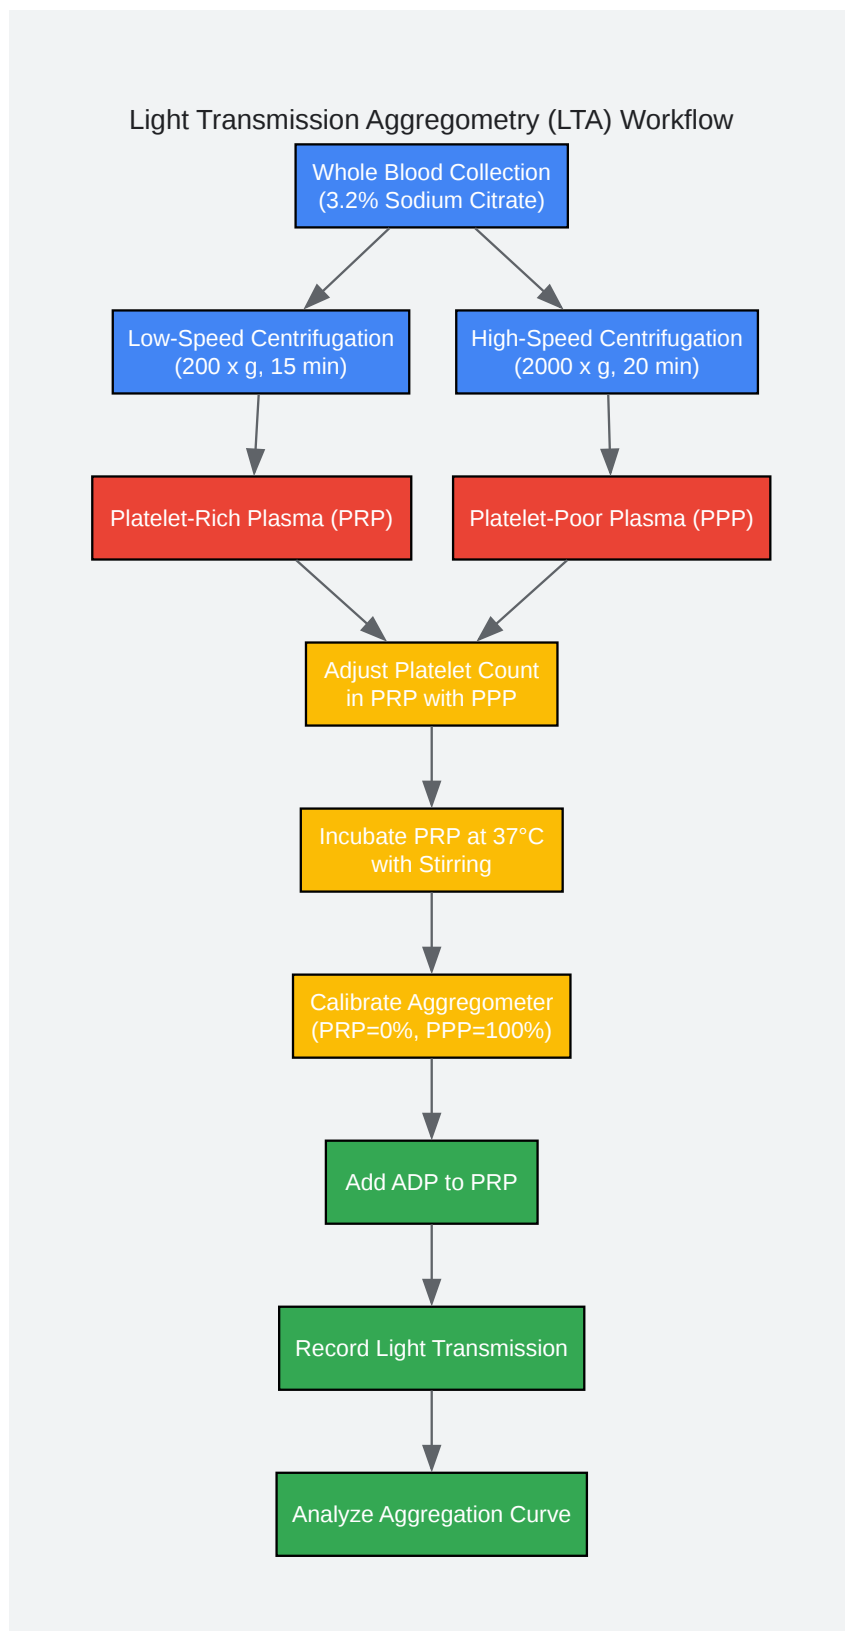 Light Transmission Aggregometry (LTA) Workflow
Whole Blood Collection
(3.2% Sodium Citrate)
Low-Speed Centrifugation
(200 x g, 15 min)
High-Speed Centrifugation
(2000 x g, 20 min)
Platelet-Rich Plasma (PRP)
Platelet-Poor Plasma (PPP)
Adjust Platelet Count
in PRP with PPP
Incubate PRP at 37°C
with Stirring
Calibrate Aggregometer
(PRP=0%, PPP=100%)
Add ADP to PRP
Record Light Transmission
Analyze Aggregation Curve